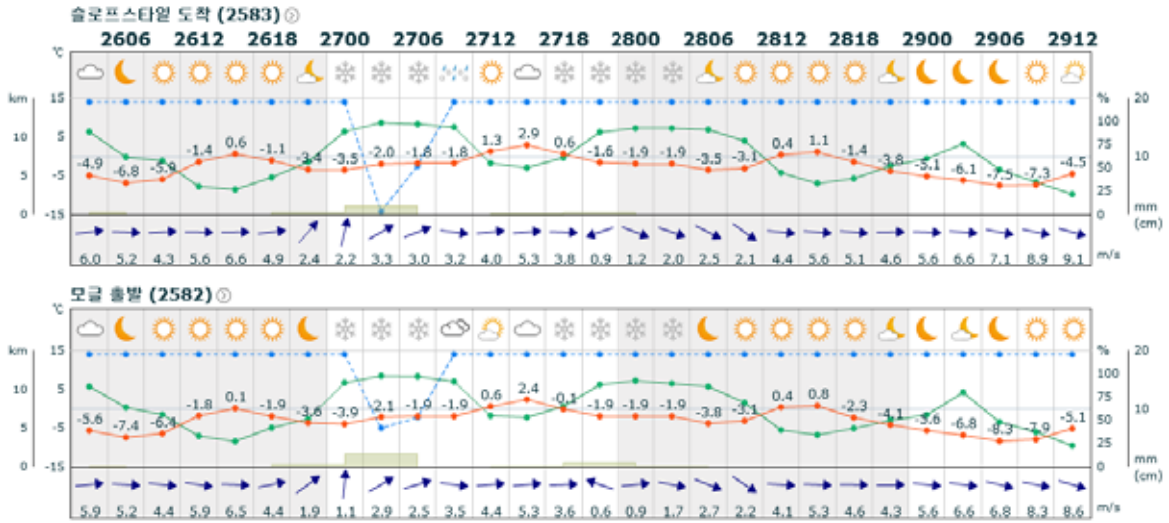 슬로프스타일 도착 (2583)
2606 2612 2618 2700 2706 2712 2718 2800 2806 2812 2818 2900 2906 2912
℃
km 15 % 20
100
10 5 -4.9 -6.8 -3.9 -1.4 0.6 -1.1 -3.4 -3.5 -2.0 -1.8 -1.8 1.3 2.9 0.6 -1.6 -1.9 -1.9 -3.5 -3.1 0.4 1.1 -1.4 -3.8 -5.1 -6.1 -7.5 -7.3 -4.5 75
50 10
5 -5 25
0 -15 0 mm
(cm)
6.0 5.2 4.3 5.6 6.6 4.9 2.4 2.2 3.3 3.0 3.2 4.0 5.3 3.8 0.9 1.2 2.0 2.5 2.1 4.4 5.6 5.1 4.6 5.6 6.6 7.1 8.9 9.1 m/s
모글 출발 (2582)
℃
km 15 % 20
100
10 5 -5.6 -7.4 -6.4 -1.8 0.1 -1.9 -3.6 -3.9 -2.1 -1.9 -1.9 0.6 2.4 0.1 -1.9 -1.9 -1.9 -3.8 -3.1 0.4 0.8 -2.3 -4.1 -5.6 -6.8 -8.3 -7.9 -5.1 75
50 10
5 -5 25
0 -15 0 mm
(cm)
5.9 5.2 4.4 5.9 6.5 4.4 1.9 1.1 2.9 2.5 3.5 4.4 5.4 3.6 0.6 0.9 1.7 2.7 2.2 4.1 5.3 4.6 4.3 5.6 6.6 6.8 8.3 8.6 m/s